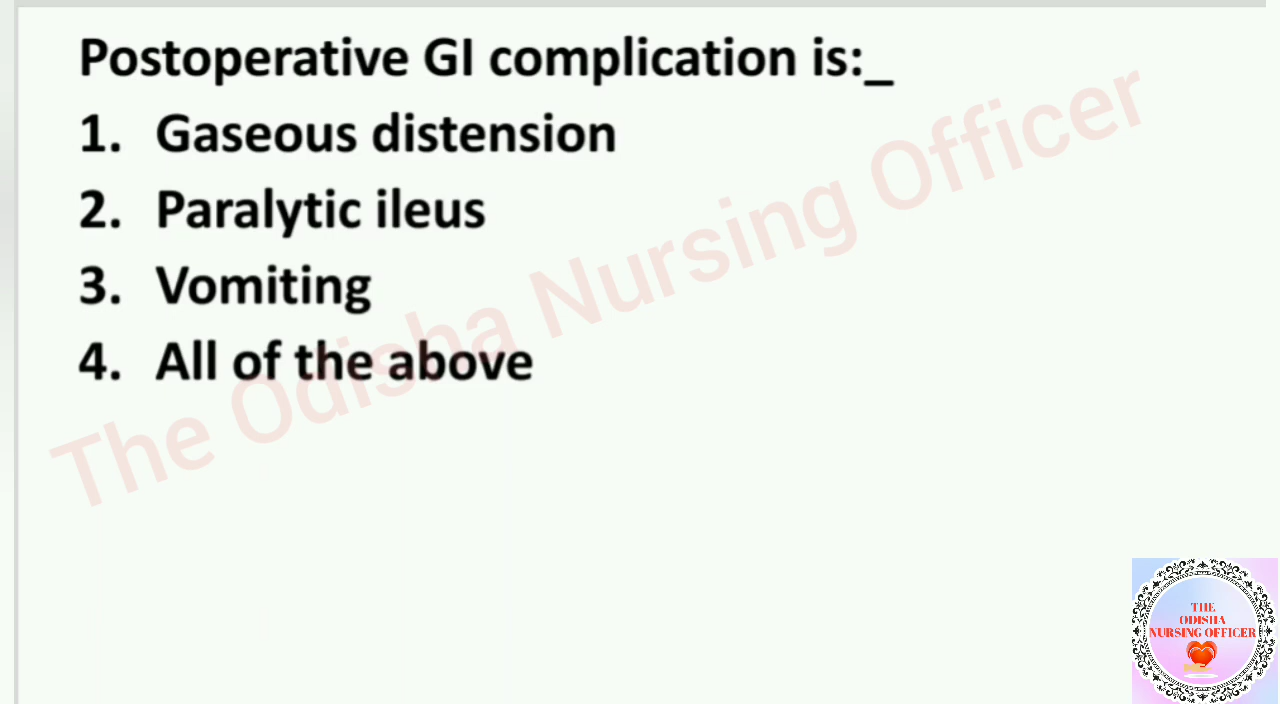 Postoperative GI complication is:_
1. Gaseous distension
2. Paralytic ileus
3. Vomiting
4. All of the above
The Odisha Nursing Officer
THE
ODISHA
NURSING OFFICER